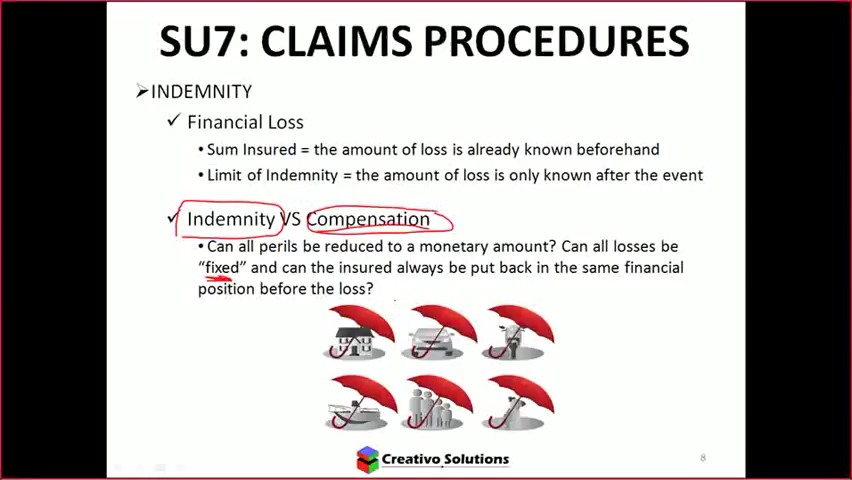 SU7: CLAIMS PROCEDURES
➢INDEMNITY
✓ Financial Loss
•Sum Insured = the amount of loss is already known beforehand
•Limit of Indemnity = the amount of loss is only known after the event
✓ Indemnity VS Compensation
•Can all perils be reduced to a monetary amount? Can all losses be
“fixed” and can the insured always be put back in the same financial
position before the loss?
Creativo Solutions
8